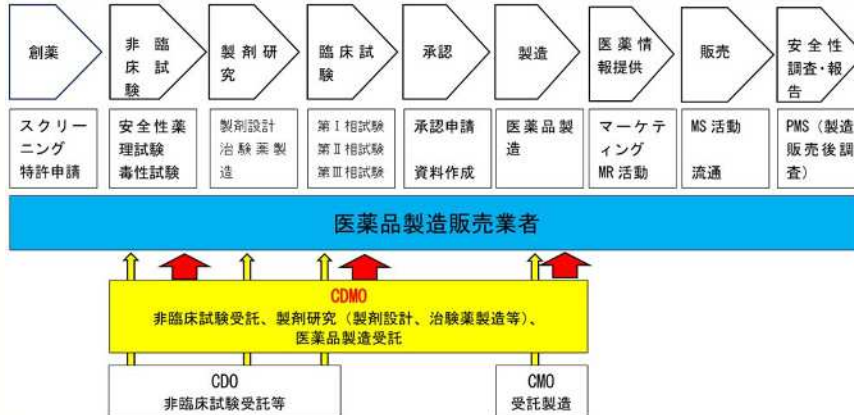 創薬
非臨
床試
験
製剤研
究
臨床試
験
承認
製造
医薬情
報提供
販売
安全性
調査・報
告
スクリー
ニング
特許申請
安全性薬
理試験
毒性試験
製剤設計
治験薬製
造
第Ⅰ相試験
第Ⅱ相試験
第Ⅲ相試験
承認申請
資料作成
医薬品製
造
マーケテ
ィング
MR 活動
MS 活動
流通
PMS（製造
販売後調
査）
医薬品製造販売業者
CDMO
非臨床試験受託、製剤研究（製剤設計、治験薬製造等）、
医薬品製造受託
CDO
非臨床試験受託等
CMO
受託製造